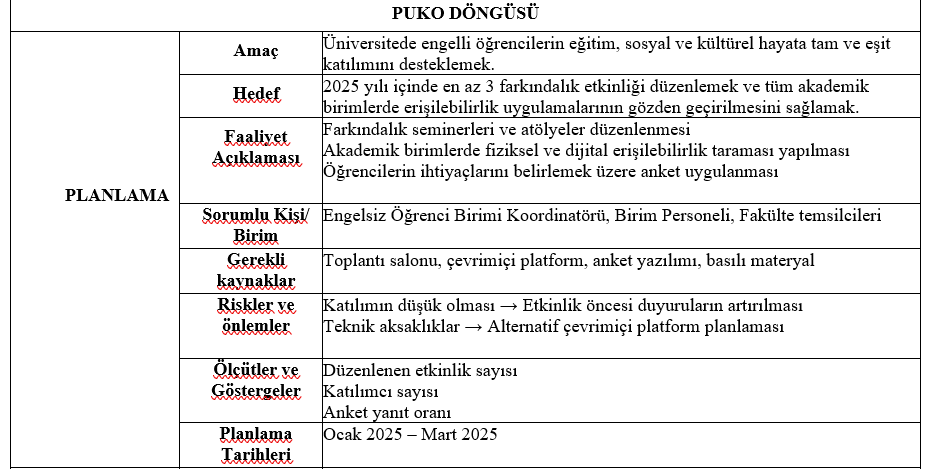 PUKO DÖNGÜSÜ
PLANLAMA
Amaç
Üniversitede engelli öğrencilerin eğitim, sosyal ve kültürel hayata tam ve eşit
katılımını desteklemek.
Hedef
2025 yılı içinde en az 3 farkındalık etkinliği düzenlemek ve tüm akademik
birimlerde erişilebilirlik uygulamalarının gözden geçirilmesini sağlamak.
Faaliyet
Açıklaması
Farkındalık seminerleri ve atölyeler düzenlenmesi
Akademik birimlerde fiziksel ve dijital erişilebilirlik taraması yapılması
Öğrencilerin ihtiyaçlarını belirlemek üzere anket uygulanması
Sorumlu Kişi/
Birim
Engelsiz Öğrenci Birimi Koordinatörü, Birim Personeli, Fakülte temsilcileri
Gerekli
kaynaklar
Toplantı salonu, çevrimiçi platform, anket yazılımı, basılı materyal
Riskler ve
önlemler
Katılımın düşük olması → Etkinlik öncesi duyuruların artırılması
Teknik aksaklıklar → Alternatif çevrimiçi platform planlaması
Ölçütler ve
Göstergeler
Düzenlenen etkinlik sayısı
Katılımcı sayısı
Anket yanıt oranı
Planlama
Tarihleri
Ocak 2025 – Mart 2025